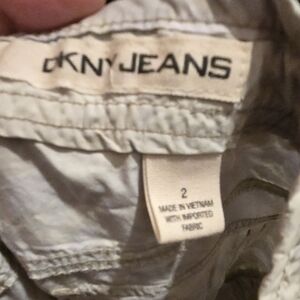 DKNY JEANS
2
MADE IN VIETNAM
WITH IMPORTED
FABRIC